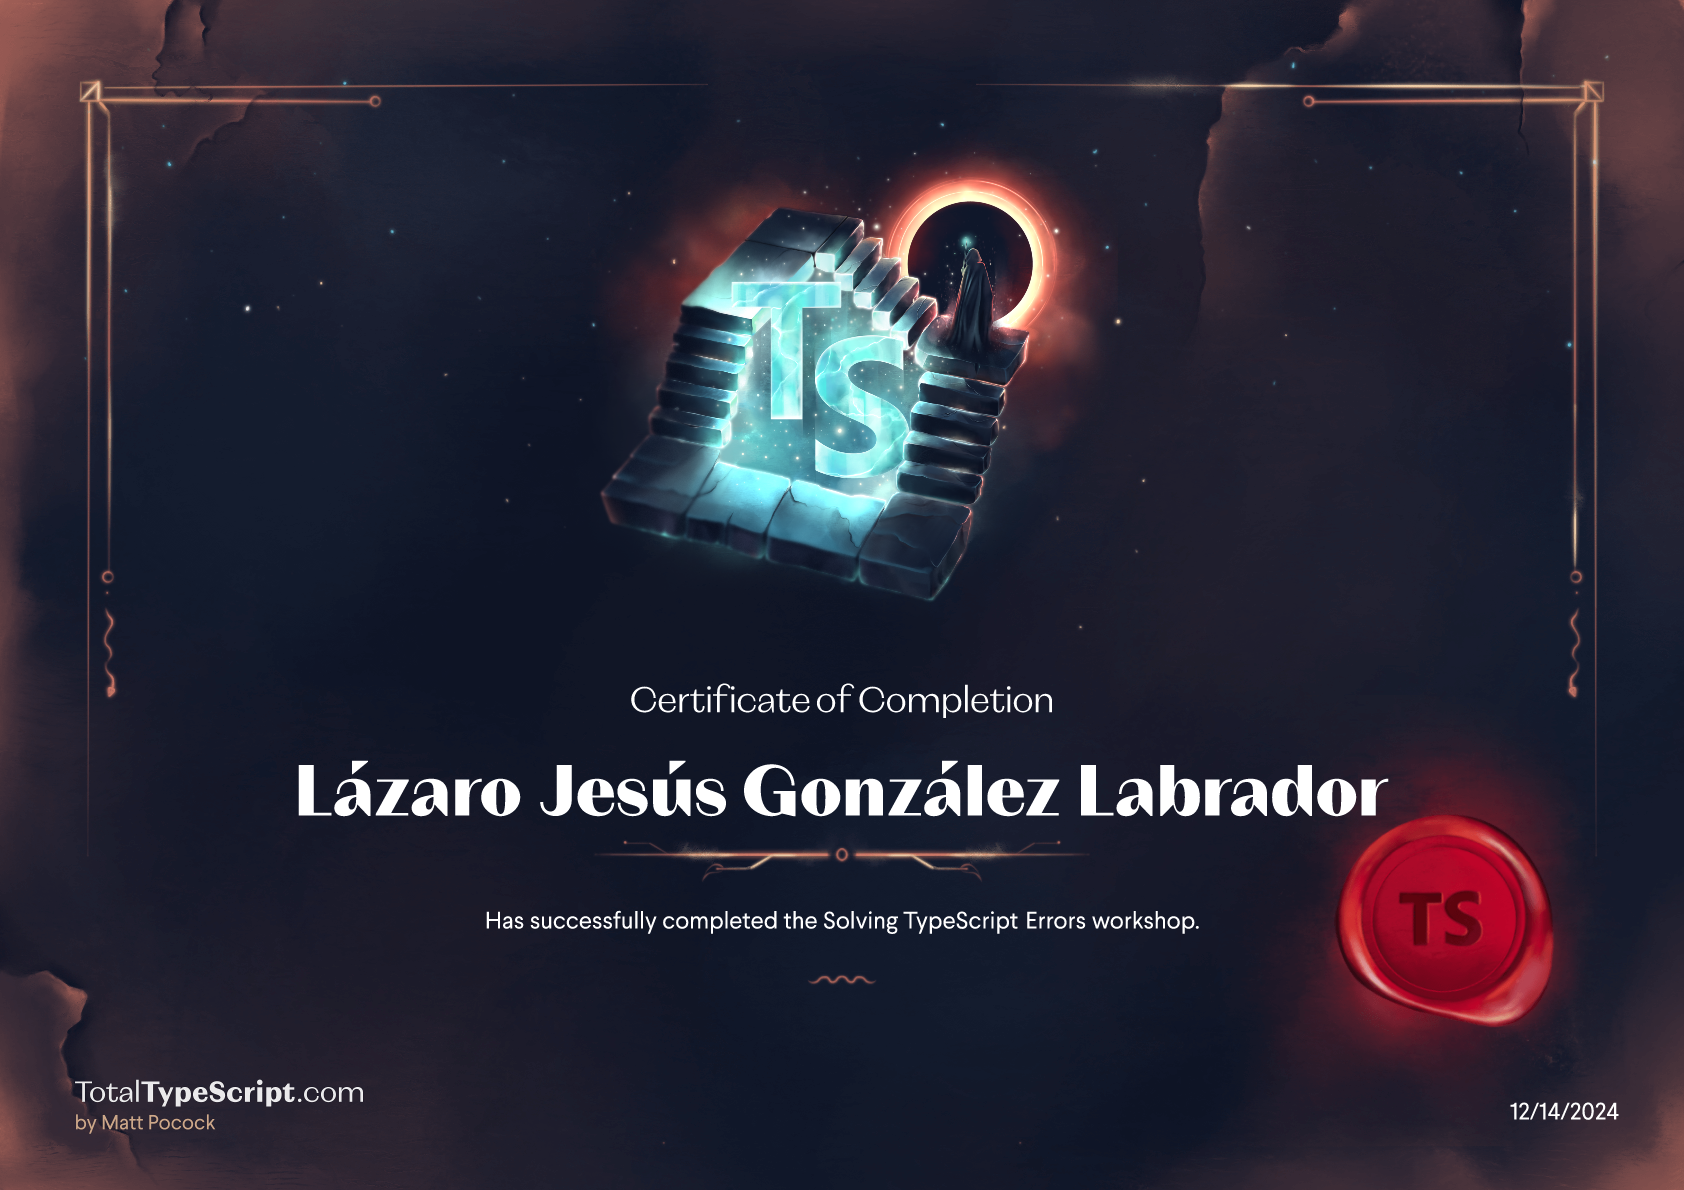 TS
Certificate of Completion
Lázaro Jesús González Labrador
Has successfully completed the Solving TypeScript Errors workshop.
TS
TotalTypeScript.com
by Matt Pocock
12/14/2024